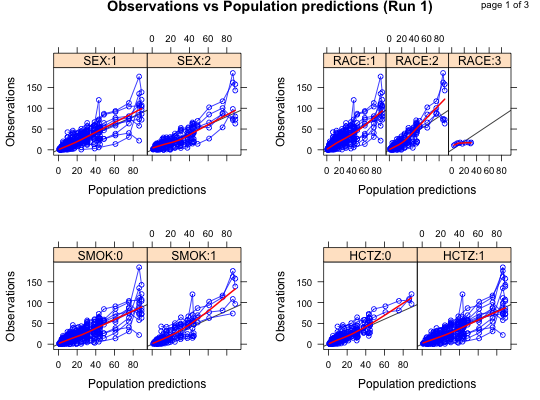 Observations vs Population predictions (Run 1)
page 1 of 3
0 20 40 60 80
SEX:1 SEX:2
Observations
150
100
50
0
0 20 40 60 80
Population predictions
0 20 40 60 80
RACE:1 RACE:2 RACE:3
Observations
150
100
50
0
0 20 40 60 80 0 20 40 60 80
Population predictions
0 20 40 60 80
SMOK:0 SMOK:1
Observations
150
100
50
0
0 20 40 60 80
Population predictions
0 20 40 60 80
HCTZ:0 HCTZ:1
Observations
150
100
50
0
0 20 40 60 80
Population predictions